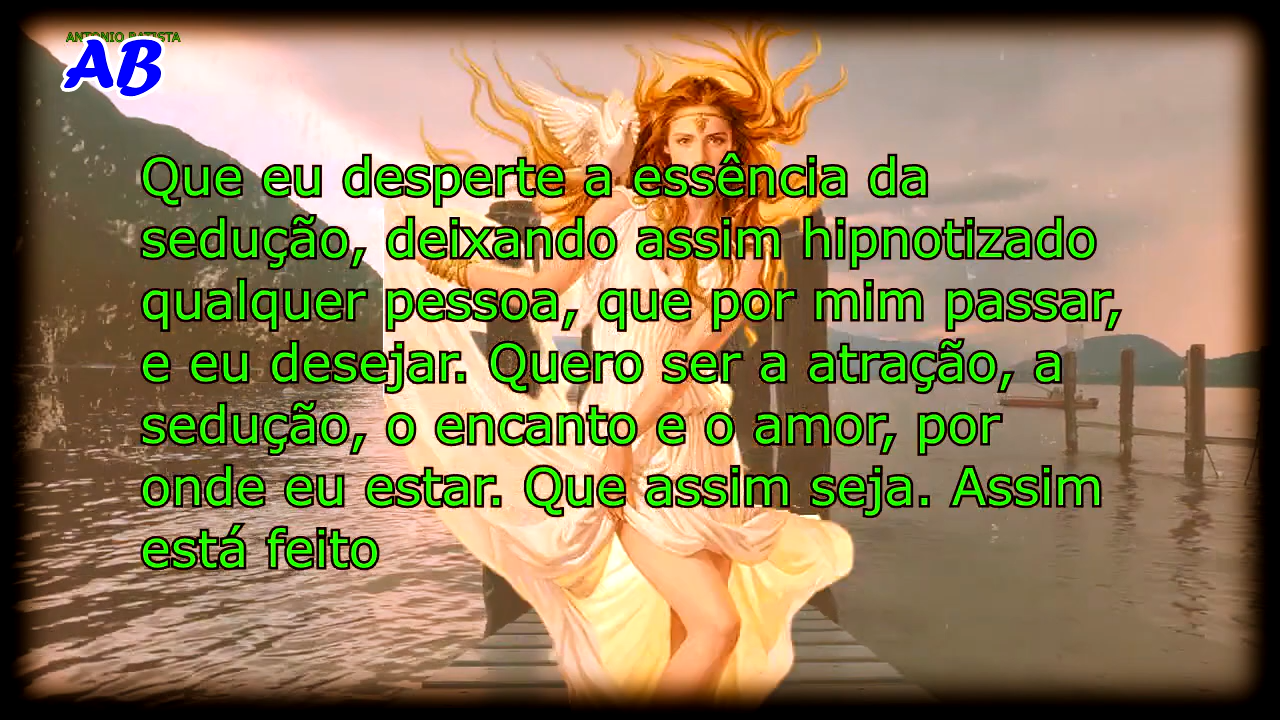 ANTONIO BATISTA
AB
Que eu desperte a essência da
sedução, deixando assim hipnotizado
qualquer pessoa, que por mim passar,
e eu desejar. Quero ser a atração, a
sedução, o encanto e o amor, por
onde eu estar. Que assim seja. Assim
está feito